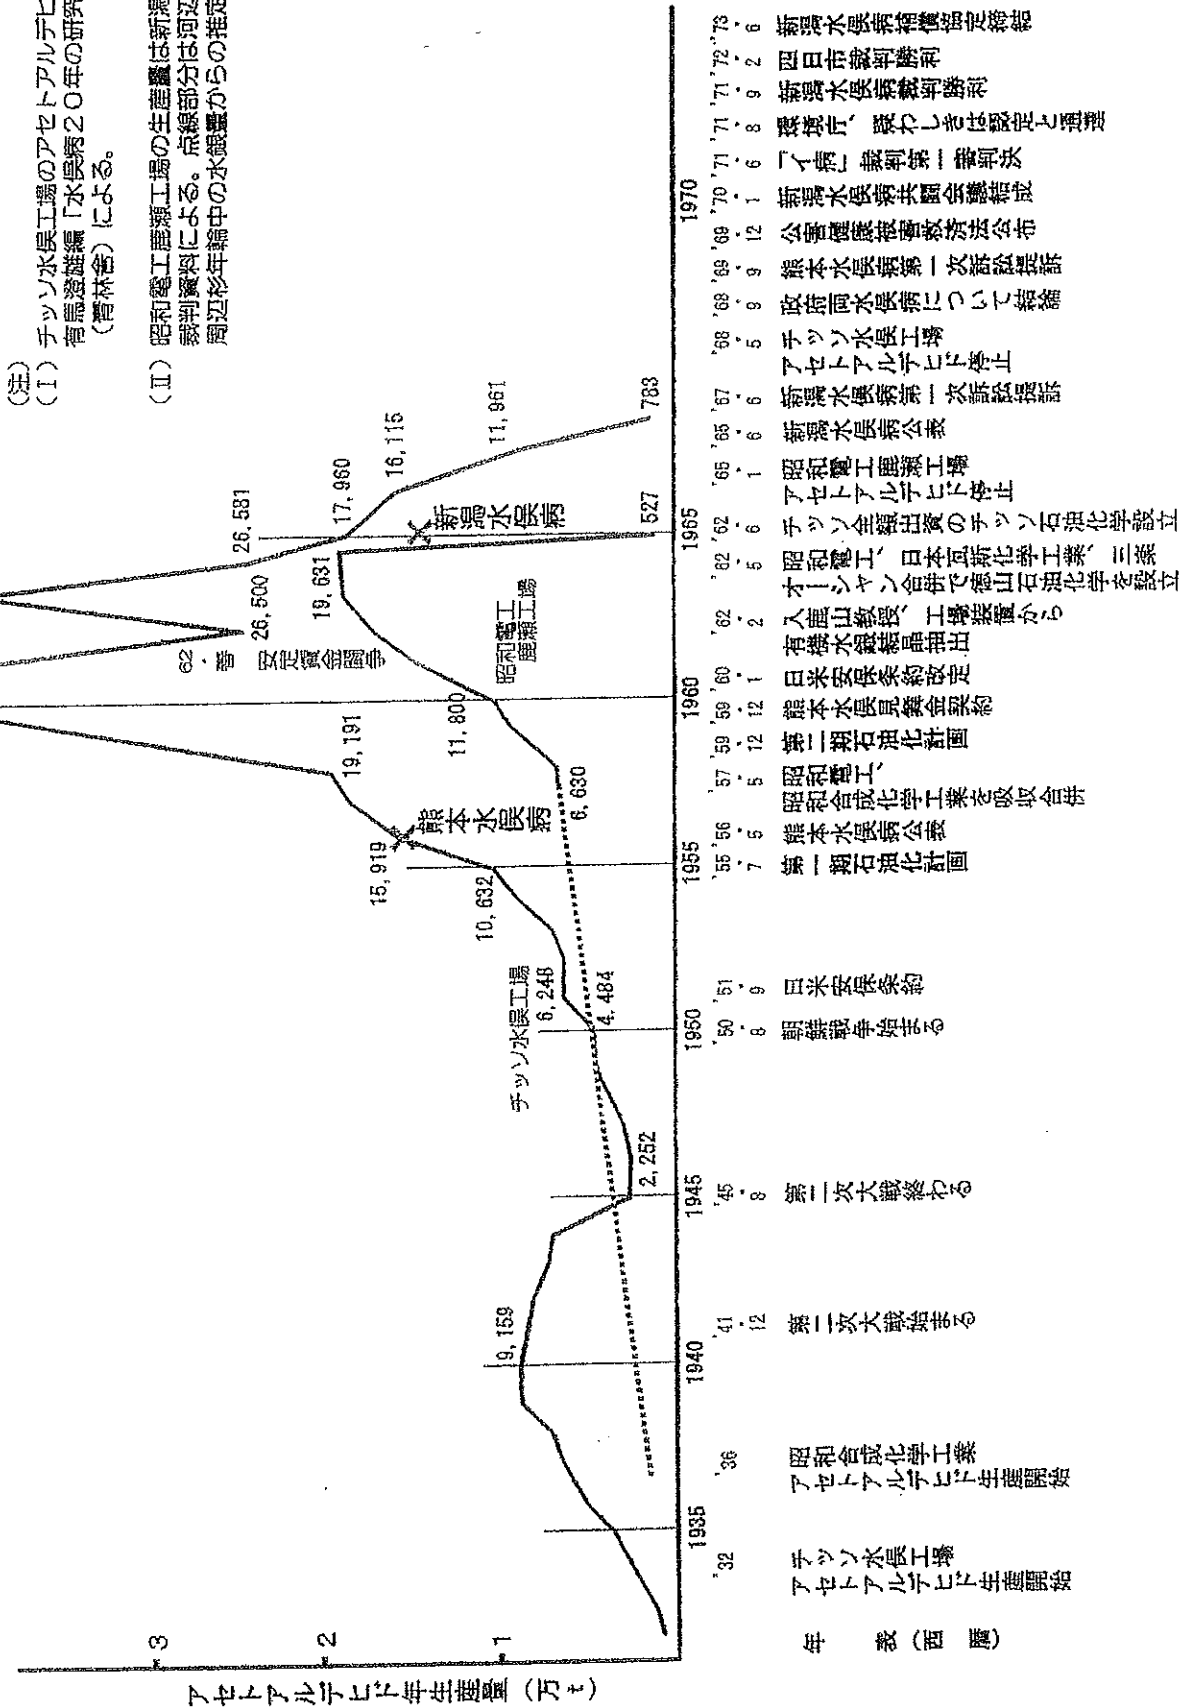 (注)
(I) チッソ水俣工場のアセトアルデヒ
有馬澄雄編「水俣病20年の研究
(青林舎) による。
(II) 昭和電工鹿瀬工場の生産量は新潟
裁判資料による。点線部分は河辺
周辺杉年輪中の水銀量からの推定
アセトアルデヒド年生産量 (万t)
3
2
1
9,159
2,252
チッソ水俣工場
6,248
4,484
10,632
15,919
熊本水俣病
6,630
19,191
11,800
昭和電工
鹿瀬工場
62・春 安定賃金闘争
26,500
19,631
26,581
17,960
新潟水俣病
16,115
11,961
527
783
1935
1940
1945
1950
1955
1960
1965
1970
年 表 (西 暦)
'32 チッソ水俣工場
アセトアルデヒド生産開始
'36 昭和合成化学工業
アセトアルデヒド生産開始
'41・12 第二次大戦始まる
'45・8 第二次大戦終わる
'50・8 朝鮮戦争始まる
'51・9 日米安保条約
'55・7 第一期石油化計画
'56・5 熊本水俣病公表
'57・5 昭和電工、
昭和合成化学工業を吸収合併
'59・12 第二期石油化計画
'59・12 熊本水俣見舞金契約
'60・1 日米安保条約改定
'62・2 入鹿山教授、工場装置から
有機水銀結晶抽出
'62・5 昭和電工、日本瓦斯化学工業、三菱
オーシャン合併で徳山石油化学を設立
'62・6 チッソ全額出資のチッソ石油化学設立
'65・1 昭和電工鹿瀬工場
アセトアルデヒド停止
'65・6 新潟水俣病公表
'67・6 新潟水俣病第一次訴訟提訴
'68・5 チッソ水俣工場
アセトアルデヒド停止
'68・9 政府両水俣病について結論
'69・9 熊本水俣病第一次訴訟提訴
'69・12 公害健康被害救済法公布
'70・1 新潟水俣病共闘会議結成
'71・6 「イ病」裁判第一審判決
'71・8 環境庁、疑わしきは認定と通達
'71・9 新潟水俣病裁判勝利
'72・2 四日市裁判勝利
'73・6 新潟水俣病補償協定締結